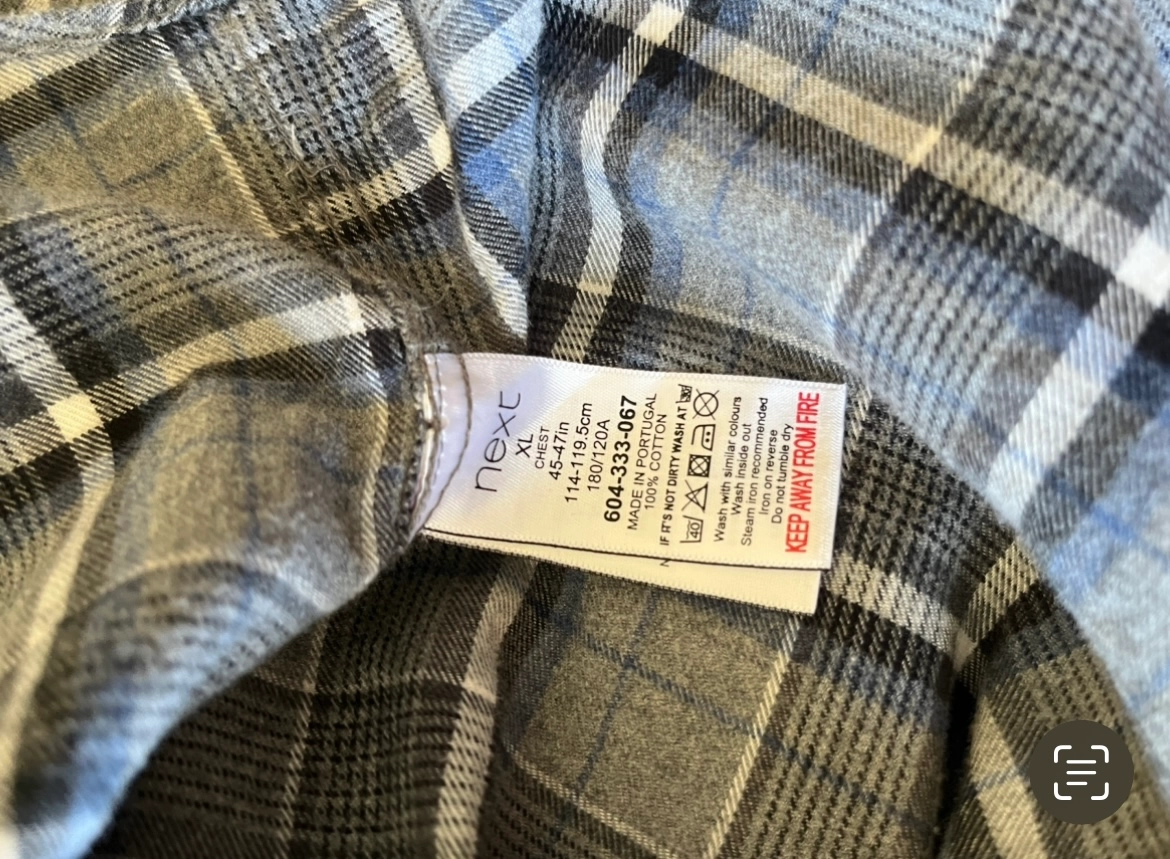 next
XL
CHEST
45-47in
114-119.5cm
180/120A
604-333-067
MADE IN PORTUGAL
100% COTTON
IF IT'S NOT DIRTY WASH AT 30
40
Wash with similar colours
Wash inside out
Steam iron recommended
Iron on reverse
Do not tumble dry
KEEP AWAY FROM FIRE